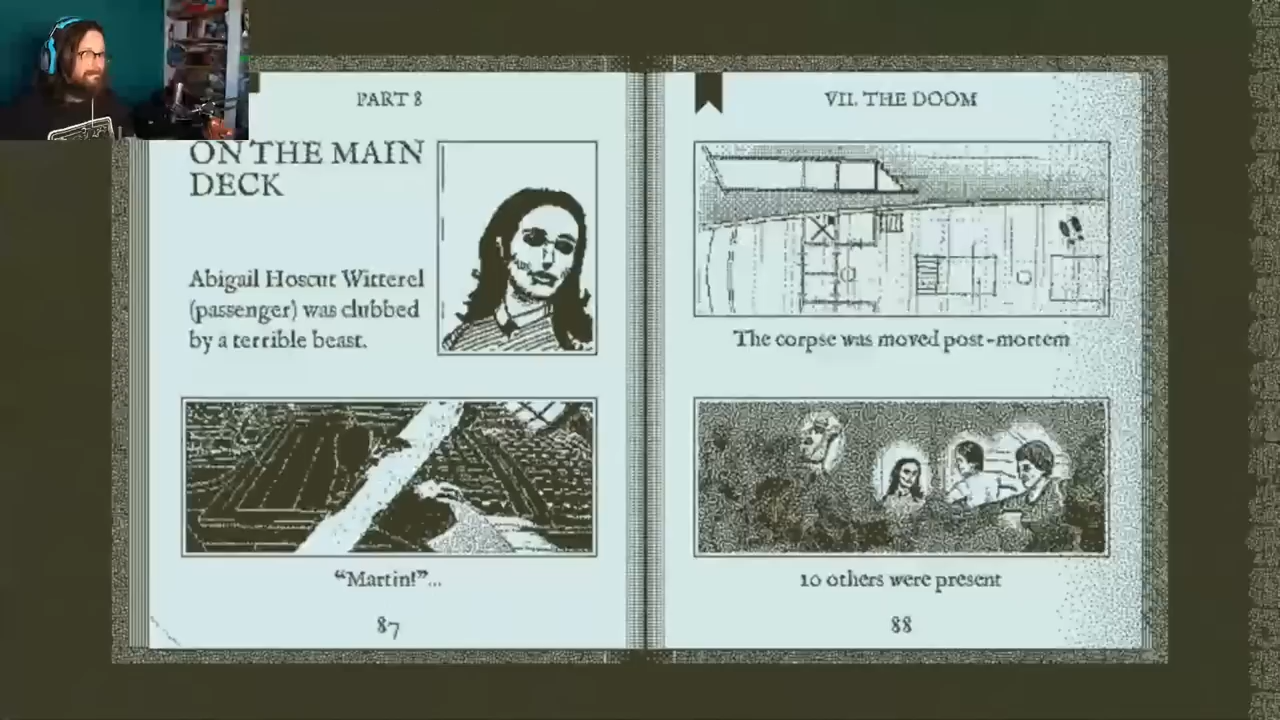 PART 8
ON THE MAIN
DECK
Abigail Hoscut Witterel
(passenger) was clubbed
by a terrible beast.
“Martin!”...
87
VII. THE DOOM
The corpse was moved post-mortem
10 others were present
88